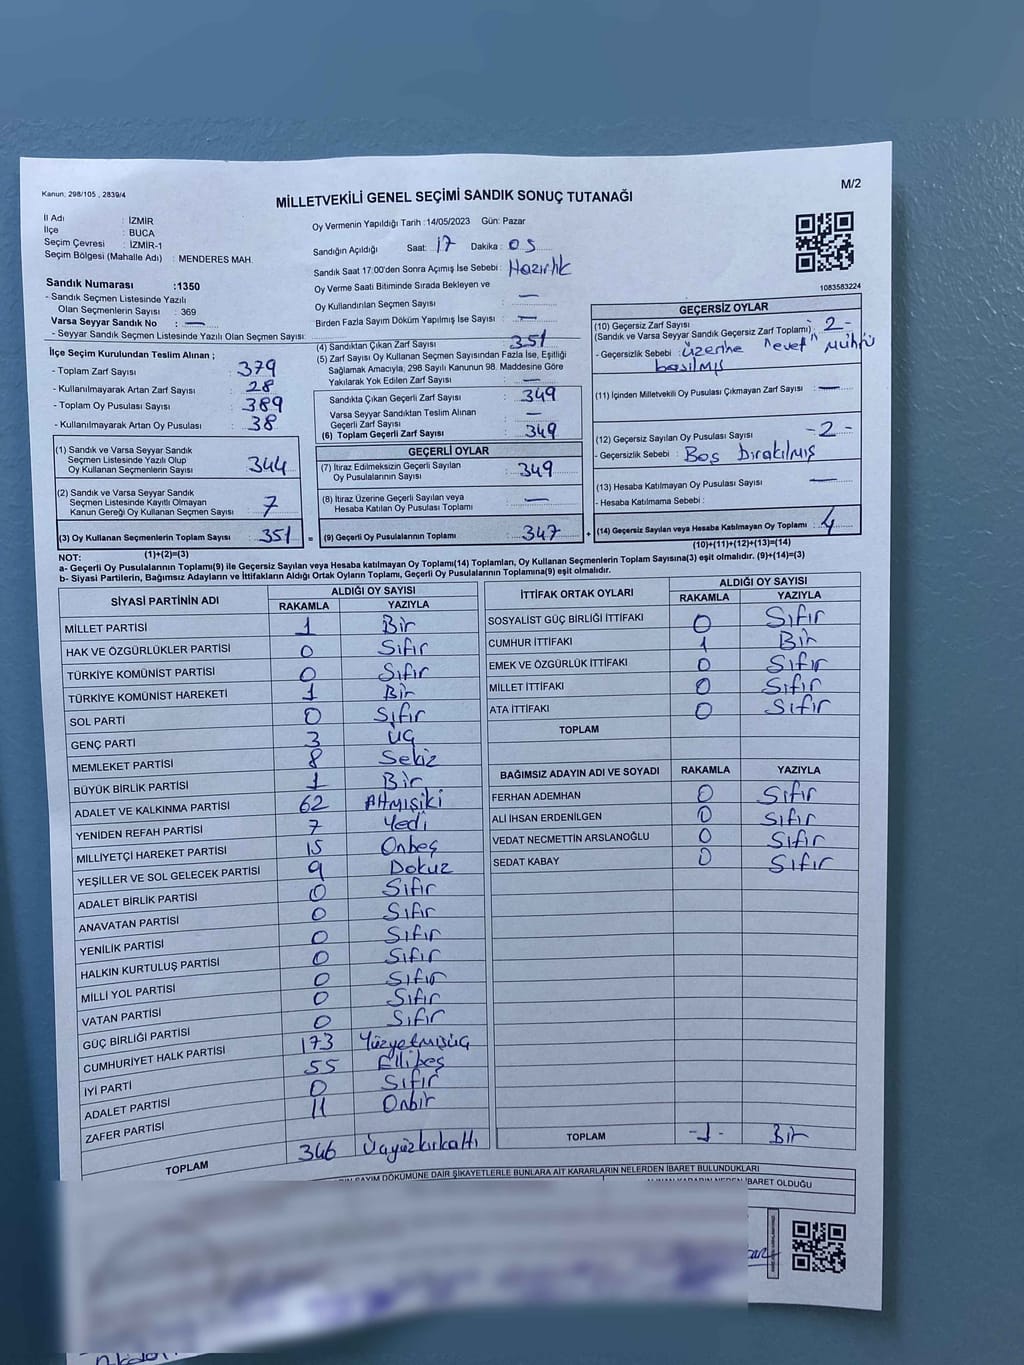 Kanun, 298/105 , 2839/4
MİLLETVEKİLİ GENEL SEÇİMİ SANDIK SONUÇ TUTANAĞI
M/2
İl Adı : İZMİR
İlçe : BUCA
Seçim Çevresi : İZMİR-1
Seçim Bölgesi (Mahalle Adı) : MENDERES MAH.
Sandık Numarası :1350
- Sandık Seçmen Listesinde Yazılı
Olan Seçmenlerin Sayısı : 369
Varsa Seyyar Sandık No : —
- Seyyar Sandık Seçmen Listesinde Yazılı Olan Seçmen Sayısı:
Oy Vermenin Yapıldığı Tarih : 14/05/2023 Gün: Pazar
Sandığın Açıldığı Saat: 17 Dakika : 05
Sandık Saat 17:00'den Sonra Açımış İse Sebebi : Hazırlık
Oy Verme Saati Bitiminde Sırada Bekleyen ve
Oy Kullandırılan Seçmen Sayısı : —
Birden Fazla Sayım Döküm Yapılmış İse Sayısı : —
1083583224
İlçe Seçim Kurulundan Teslim Alınan ;
- Toplam Zarf Sayısı : 379
- Kullanılmayarak Artan Zarf Sayısı : 28
- Toplam Oy Pusulası Sayısı : 389
- Kullanılmayarak Artan Oy Pusulası : 38
(1) Sandık ve Varsa Seyyar Sandık
Seçmen Listesinde Yazılı Olup
Oy Kullanan Seçmenlerin Sayısı : 344
(2) Sandık ve Varsa Seyyar Sandık
Seçmen Listesinde Kayıtlı Olmayan
Kanun Gereği Oy Kullanan Seçmen Sayısı : 7
(3) Oy Kullanan Seçmenlerin Toplam Sayısı : 351
(1)+(2)=(3)
(4) Sandıktan Çıkan Zarf Sayısı : 351
(5) Zarf Sayısı Oy Kullanan Seçmen Sayısından Fazla İse, Eşitliği
Sağlamak Amacıyla, 298 Sayılı Kanunun 98. Maddesine Göre
Yakılarak Yok Edilen Zarf Sayısı : —
Sandıkta Çıkan Geçerli Zarf Sayısı : 349
Varsa Seyyar Sandıktan Teslim Alınan
Geçerli Zarf Sayısı : —
(6) Toplam Geçerli Zarf Sayısı : 349
GEÇERLİ OYLAR
(7) İtiraz Edilmeksizin Geçerli Sayılan
Oy Pusulalarının Sayısı : 349
(8) İtiraz Üzerine Geçerli Sayılan veya
Hesaba Katılan Oy Pusulası Toplamı : —
= (9) Geçerli Oy Pusulalarının Toplamı : 347
GEÇERSİZ OYLAR
(10) Geçersiz Zarf Sayısı
(Sandık ve Varsa Seyyar Sandık Geçersiz Zarf Toplamı) : 2-
- Geçersizlik Sebebi : üzerine "evet" mührü
basılmış
(11) İçinden Milletvekili Oy Pusulası Çıkmayan Zarf Sayısı : —
(12) Geçersiz Sayılan Oy Pusulası Sayısı : -2-
- Geçersizlik Sebebi : Boş bırakılmış
(13) Hesaba Katılmayan Oy Pusulası Sayısı : —
- Hesaba Katılmama Sebebi :
+ (14) Geçersiz Sayılan veya Hesaba Katılmayan Oy Toplamı : 4
(10)+(11)+(12)+(13)=(14)
NOT:
a- Geçerli Oy Pusulalarının Toplamı(9) ile Geçersiz Sayılan veya Hesaba katılmayan Oy Toplamı(14) Toplamları, Oy Kullanan Seçmenlerin Toplam Sayısına(3) eşit olmalıdır. (9)+(14)=(3)
b- Siyasi Partilerin, Bağımsız Adayların ve İttifakların Aldığı Ortak Oyların Toplamı, Geçerli Oy Pusulalarının Toplamına(9) eşit olmalıdır.
SİYASİ PARTİNİN ADI ALDIĞI OY SAYISI
RAKAMLA YAZIYLA
MİLLET PARTİSİ 1 Bir
HAK VE ÖZGÜRLÜKLER PARTİSİ 0 Sıfır
TÜRKİYE KOMÜNİST PARTİSİ 0 Sıfır
TÜRKİYE KOMÜNİST HAREKETİ 1 Bir
SOL PARTİ 0 Sıfır
GENÇ PARTİ 3 Üç
MEMLEKET PARTİSİ 8 Sekiz
BÜYÜK BİRLİK PARTİSİ 1 Bir
ADALET VE KALKINMA PARTİSİ 62 Altmışiki
YENİDEN REFAH PARTİSİ 7 Yedi
MİLLİYETÇİ HAREKET PARTİSİ 15 Onbeş
YEŞİLLER VE SOL GELECEK PARTİSİ 9 Dokuz
ADALET BİRLİK PARTİSİ 0 Sıfır
ANAVATAN PARTİSİ 0 Sıfır
YENİLİK PARTİSİ 0 Sıfır
HALKIN KURTULUŞ PARTİSİ 0 Sıfır
MİLLİ YOL PARTİSİ 0 Sıfır
VATAN PARTİSİ 0 Sıfır
GÜÇ BİRLİĞİ PARTİSİ 0 Sıfır
CUMHURİYET HALK PARTİSİ 173 Yüzyetmişüç
İYİ PARTİ 55 Ellibeş
ADALET PARTİSİ 0 Sıfır
ZAFER PARTİSİ 11 Onbir
TOPLAM 346 Üçyüzkırkaltı
İTTİFAK ORTAK OYLARI ALDIĞI OY SAYISI
RAKAMLA YAZIYLA
SOSYALİST GÜÇ BİRLİĞİ İTTİFAKI 0 Sıfır
CUMHUR İTTİFAKI 1 Bir
EMEK VE ÖZGÜRLÜK İTTİFAKI 0 Sıfır
MİLLET İTTİFAKI 0 Sıfır
ATA İTTİFAKI 0 Sıfır
TOPLAM
BAĞIMSIZ ADAYIN ADI VE SOYADI RAKAMLA YAZIYLA
FERHAN ADEMHAN 0 Sıfır
ALİ İHSAN ERDENİLGEN 0 Sıfır
VEDAT NECMETTİN ARSLANOĞLU 0 Sıfır
SEDAT KABAY 0 Sıfır
TOPLAM -1- Bir
SAYIM DÖKÜMÜNE DAİR ŞİKAYETLERLE BUNLARA AİT KARARLARIN NELERDEN İBARET BULUNDUKLARI
ALINAN KARARIN NEDEN İBARET OLDUĞU